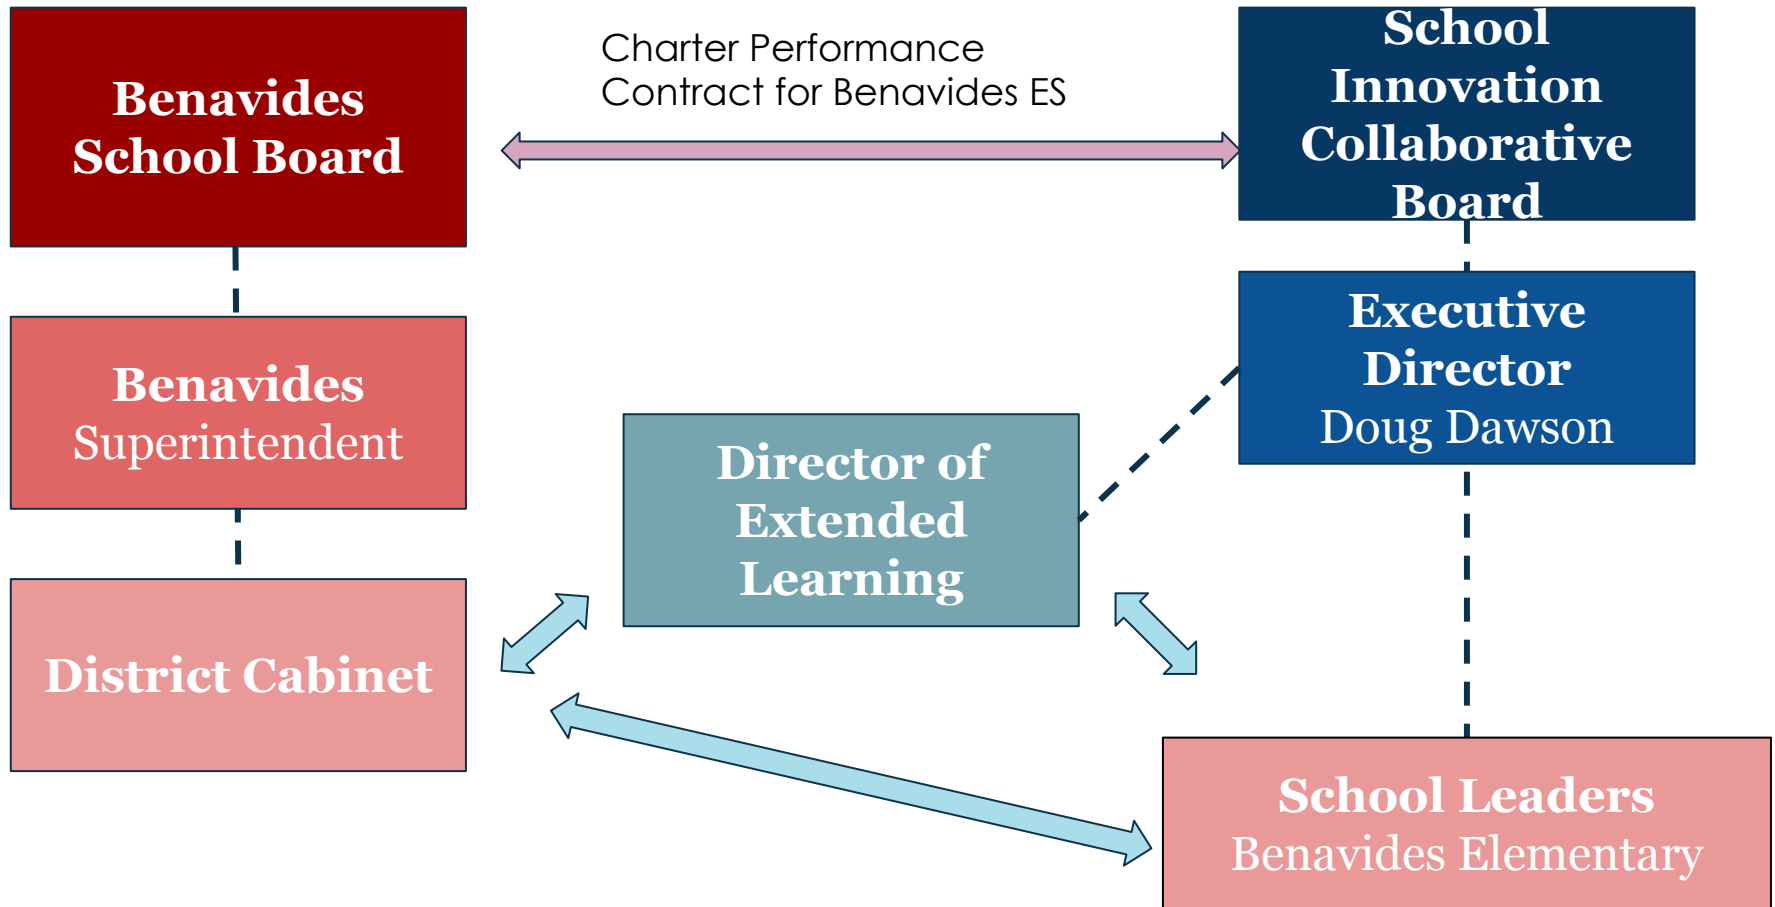 Benavides
School Board
Charter Performance
Contract for Benavides ES
School
Innovation
Collaborative
Board
Benavides
Superintendent
Executive
Director
Doug Dawson
Director of
Extended
Learning
District Cabinet
School Leaders
Benavides Elementary